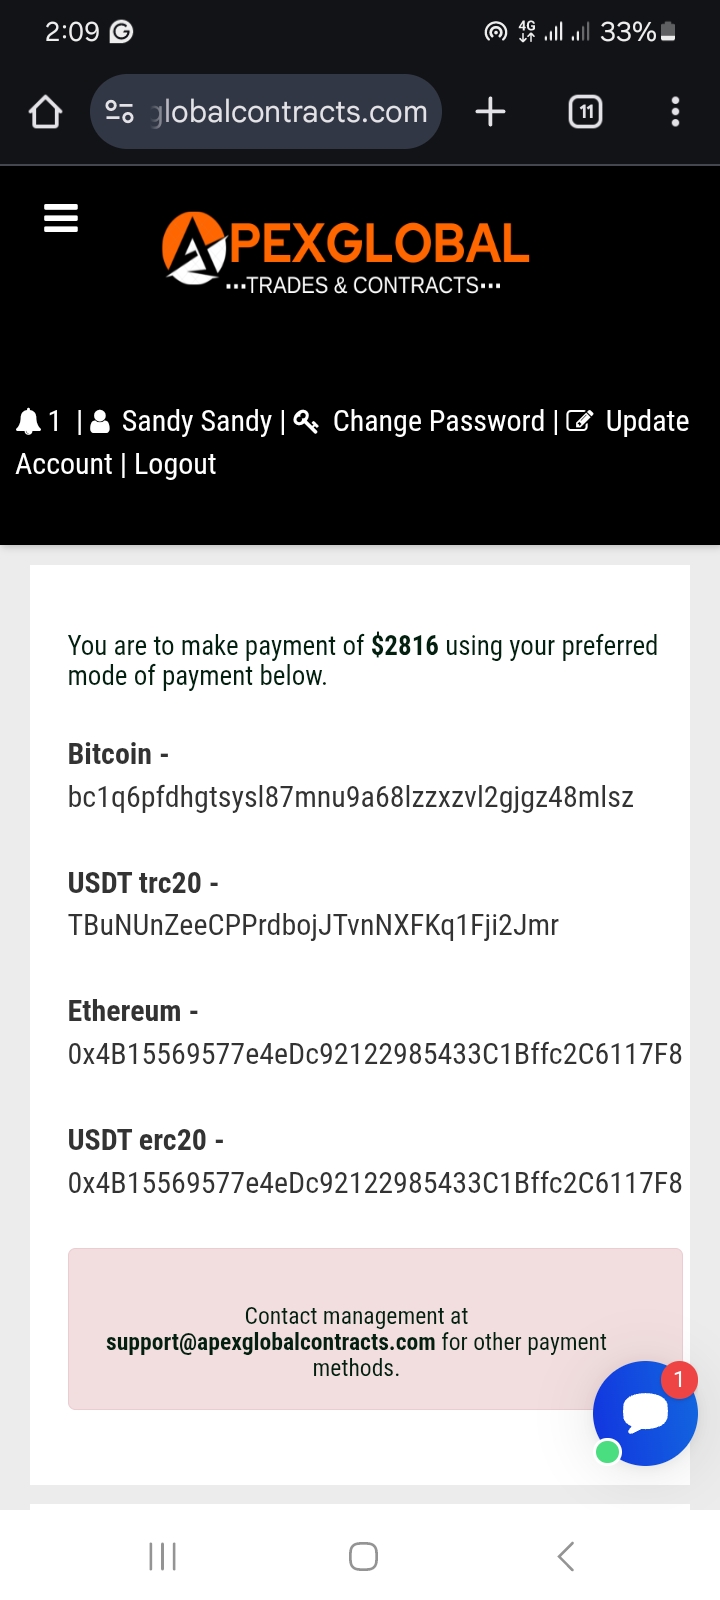 2:09
4G
33%
globalcontracts.com
11
APEXGLOBAL
TRADES & CONTRACTS
1 | Sandy Sandy | Change Password | Update
Account | Logout
You are to make payment of $2816 using your preferred
mode of payment below.
Bitcoin -
bc1q6pfdhgtsysl87mnu9a68lzzxzvl2gjgz48mlsz
USDT trc20 -
TBuNUnZeeCPPrdbojJTvnNXFKq1Fji2Jmr
Ethereum -
0x4B15569577e4eDc92122985433C1Bffc2C6117F8
USDT erc20 -
0x4B15569577e4eDc92122985433C1Bffc2C6117F8
Contact management at
support@apexglobalcontracts.com for other payment
methods.
1